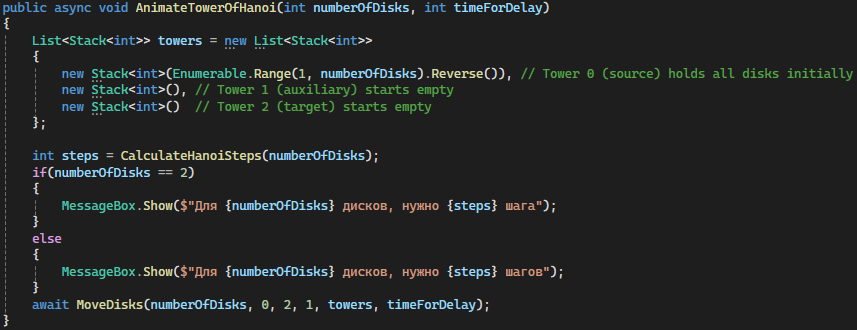 public async void AnimateTowerOfHanoi(int numberOfDisks, int timeForDelay)
{
    List<Stack<int>> towers = new List<Stack<int>>
    {
        new Stack<int>(Enumerable.Range(1, numberOfDisks).Reverse()), // Tower 0 (source) holds all disks initially
        new Stack<int>(), // Tower 1 (auxiliary) starts empty
        new Stack<int>()  // Tower 2 (target) starts empty
    };

    int steps = CalculateHanoiSteps(numberOfDisks);
    if(numberOfDisks == 2)
    {
        MessageBox.Show($"Для {numberOfDisks} дисков, нужно {steps} шага");
    }
    else
    {
        MessageBox.Show($"Для {numberOfDisks} дисков, нужно {steps} шагов");
    }
    await MoveDisks(numberOfDisks, 0, 2, 1, towers, timeForDelay);
}